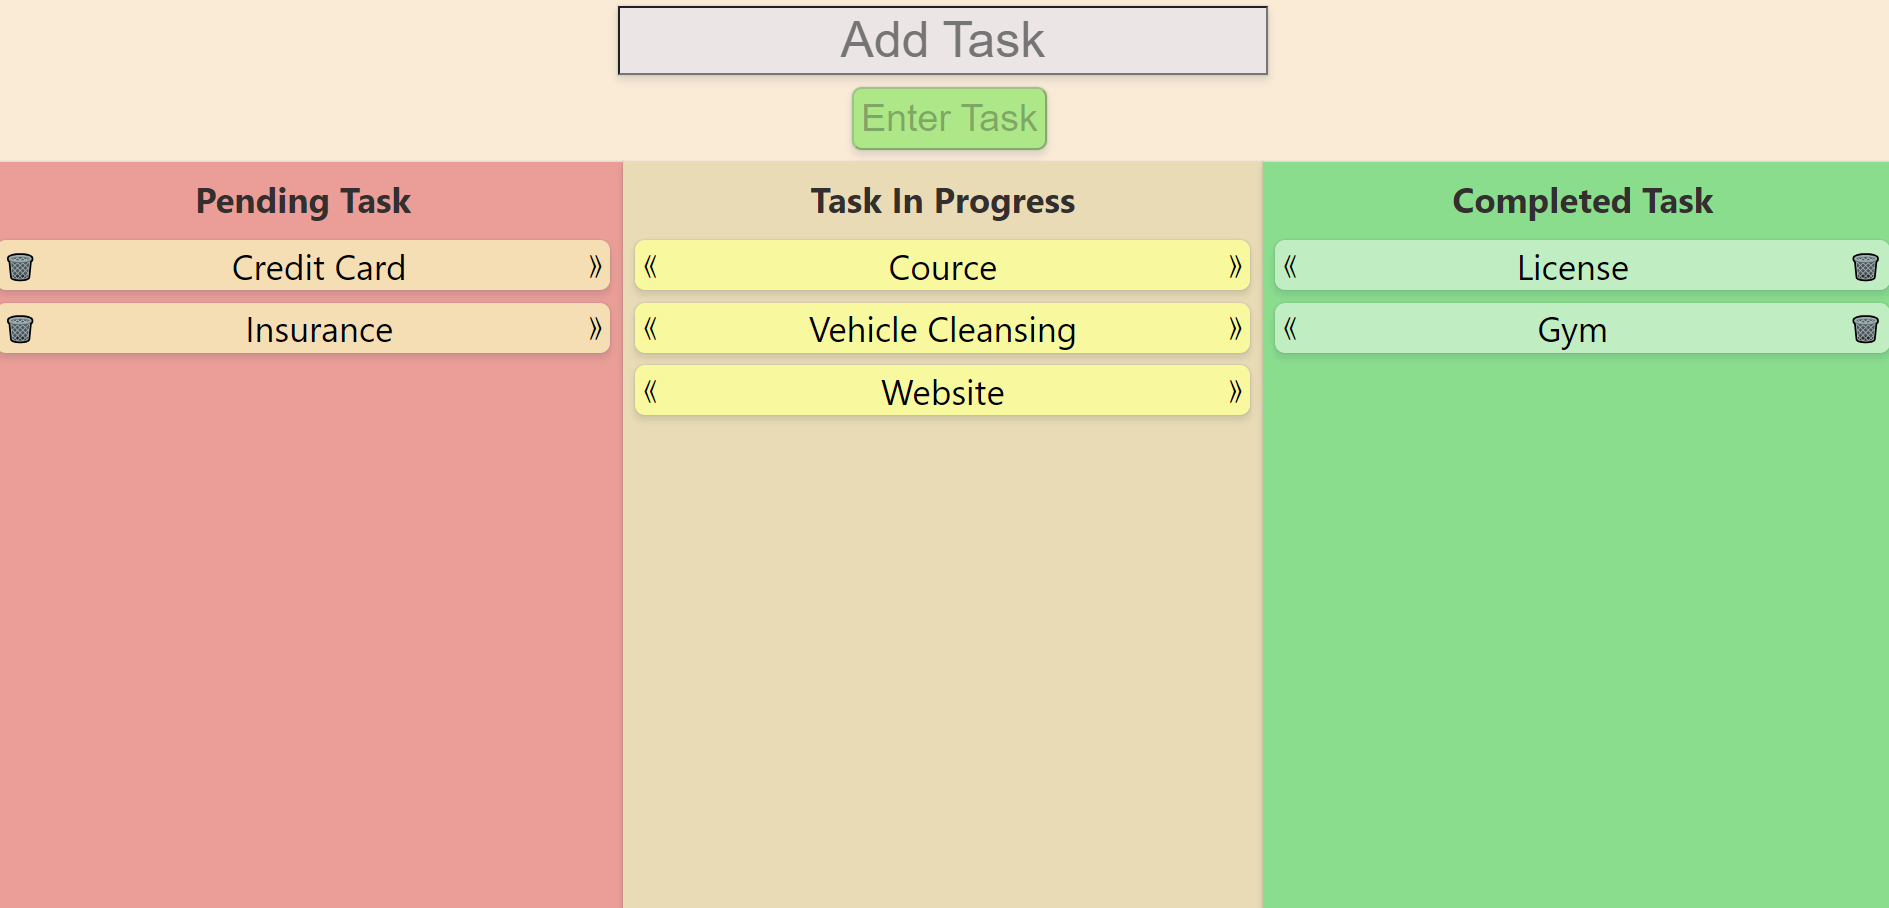 Add Task
Enter Task
Pending Task
Credit Card
Insurance
Task In Progress
Cource
Vehicle Cleansing
Website
Completed Task
License
Gym